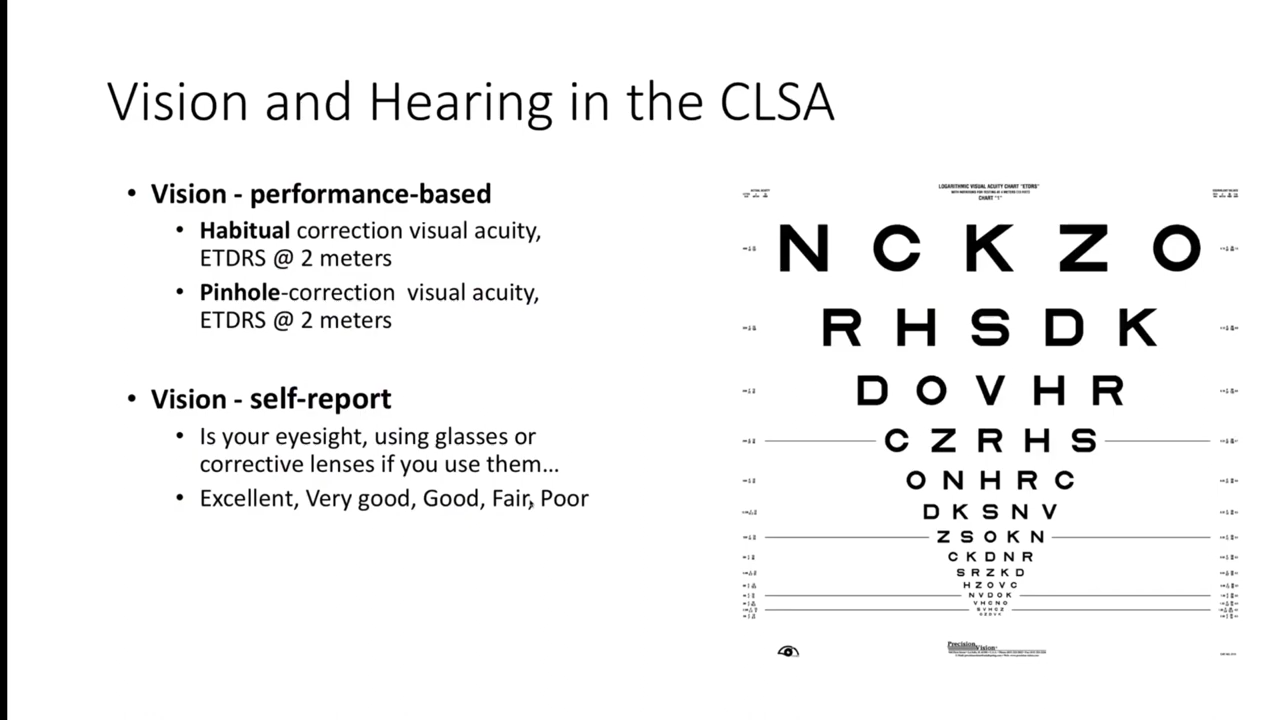 Vision and Hearing in the CLSA
• Vision - performance-based
• Habitual correction visual acuity,
ETDRS @ 2 meters
• Pinhole-correction visual acuity,
ETDRS @ 2 meters
• Vision - self-report
• Is your eyesight, using glasses or
corrective lenses if you use them…
• Excellent, Very good, Good, Fair, Poor
LOGARITHMIC VISUAL ACUITY CHART "ETDRS"
CHART "1"
N C K Z O
R H S D K
D O V H R
C Z R H S
O N H R C
D K S N V
Z S O K N
C K D N R
S R Z K D
H Z O V C
N V D O K
V H C N O
S V H C Z
Precision Vision